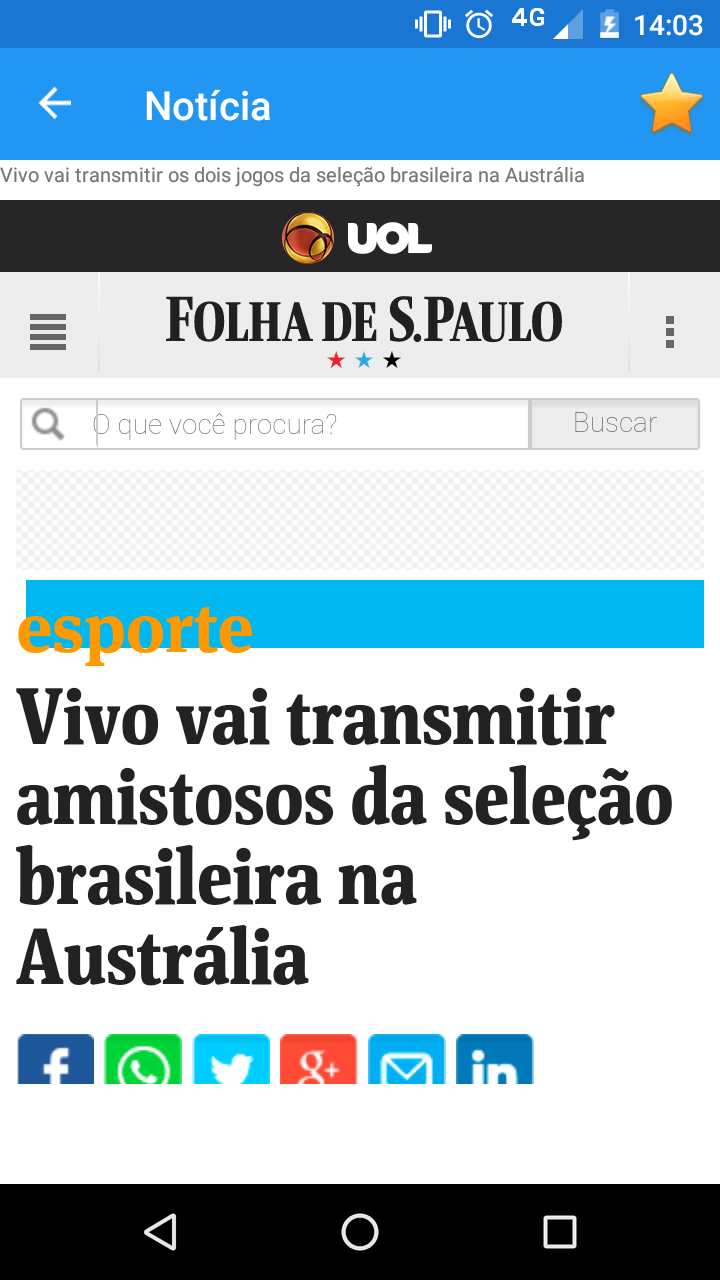 4G 14:03
Notícia
Vivo vai transmitir os dois jogos da seleção brasileira na Austrália
UOL
FOLHA DE S.PAULO
O que você procura? Buscar
esporte
Vivo vai transmitir
amistosos da seleção
brasileira na
Austrália
f g+ in